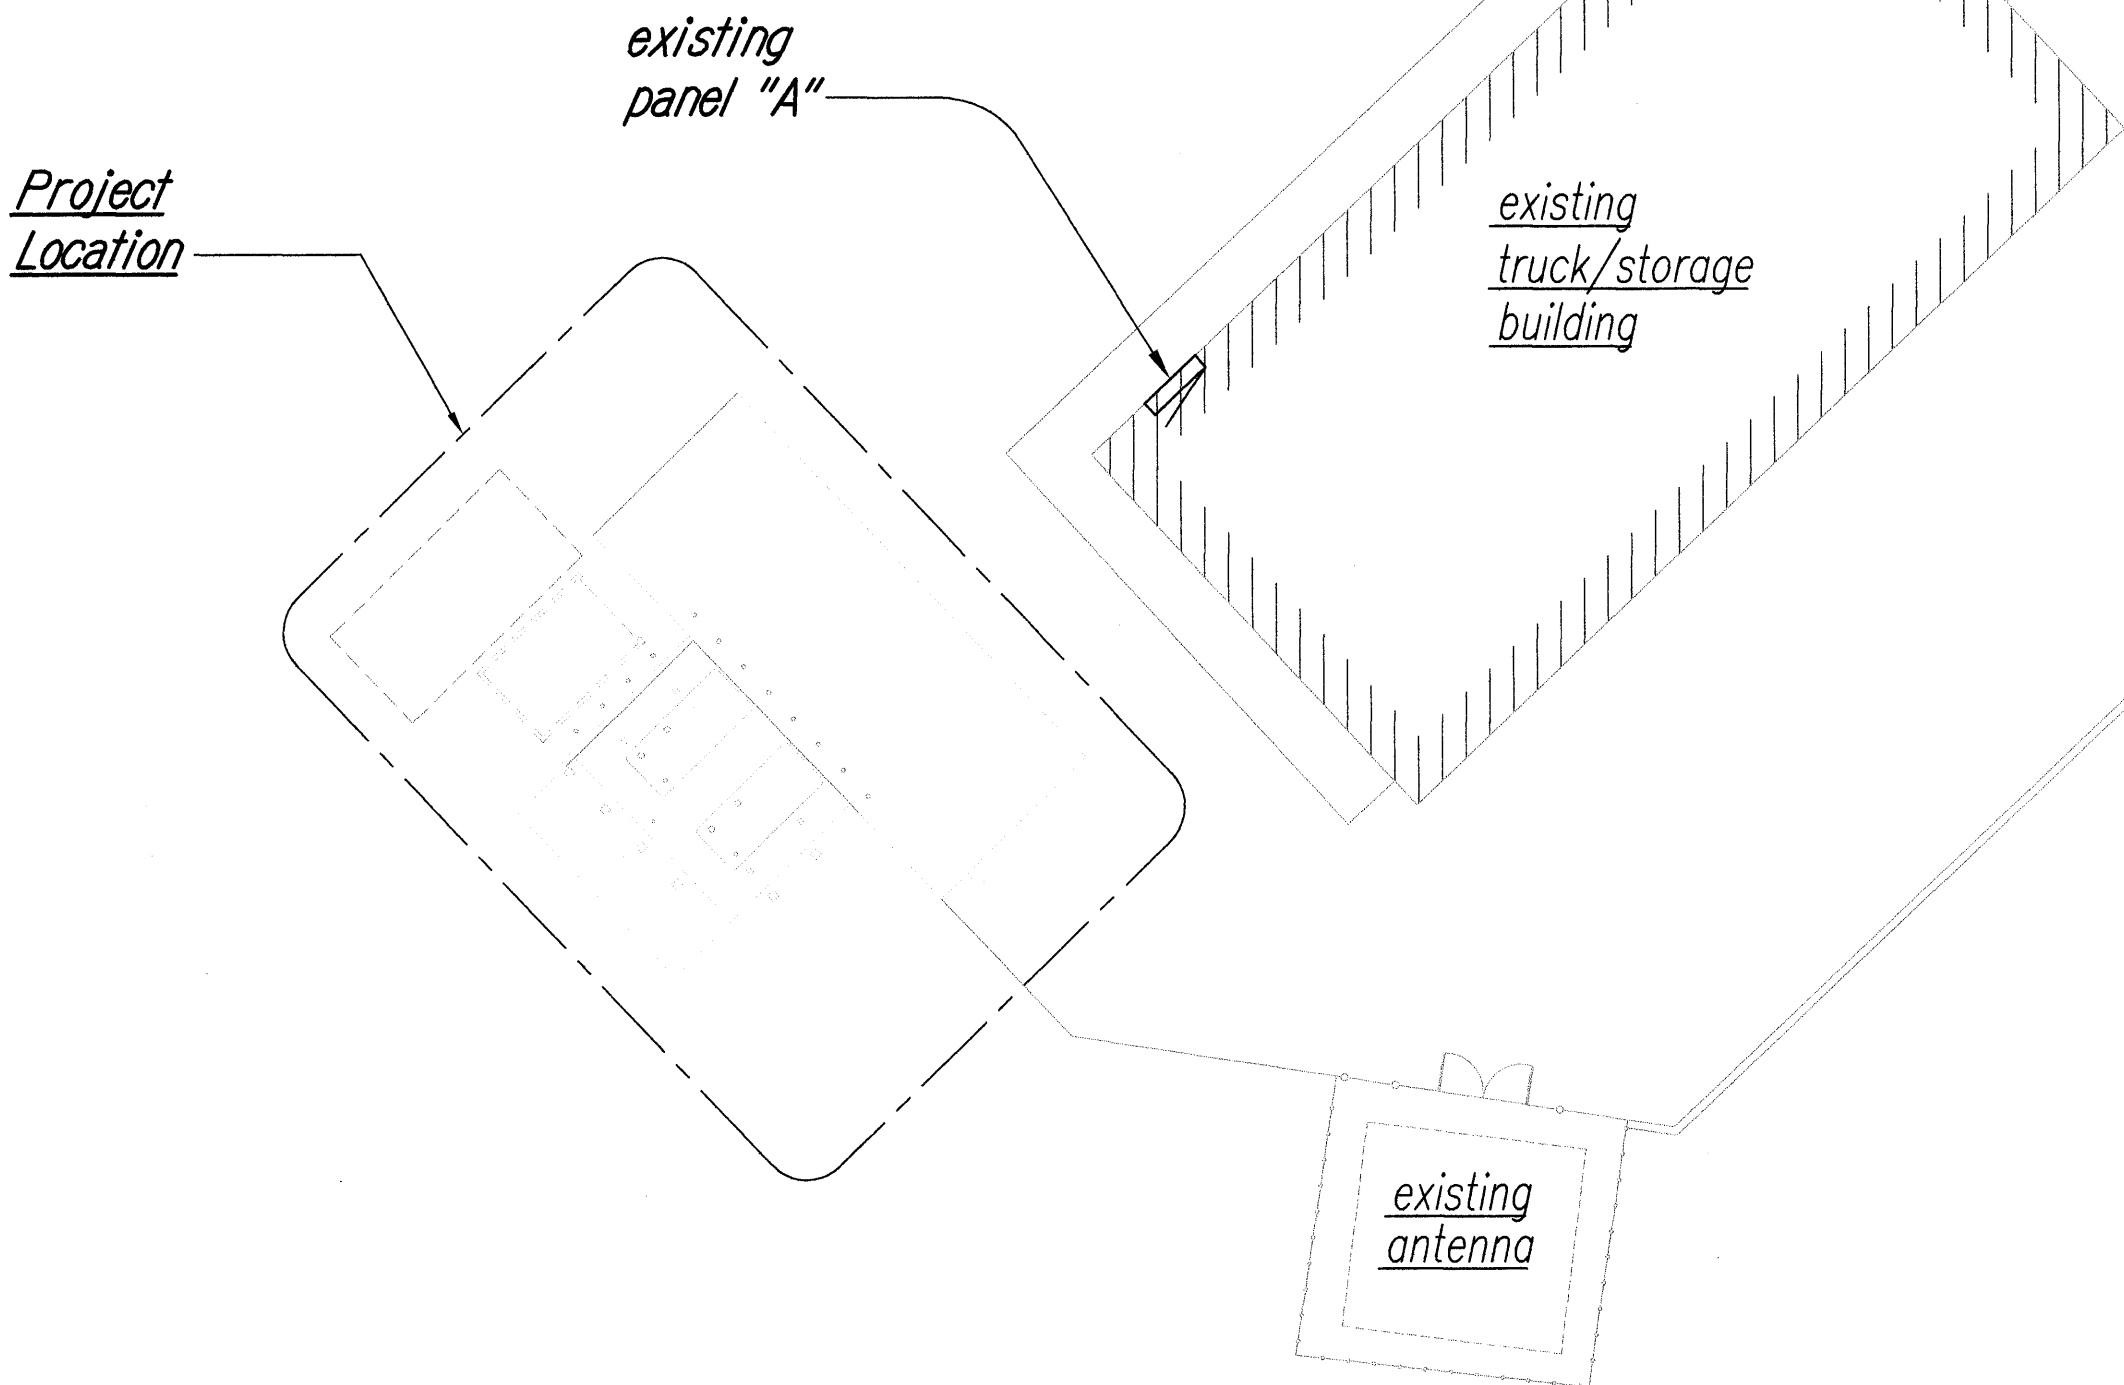 existing
panel "A"
Project
Location
existing
truck/storage
building
existing
antenna